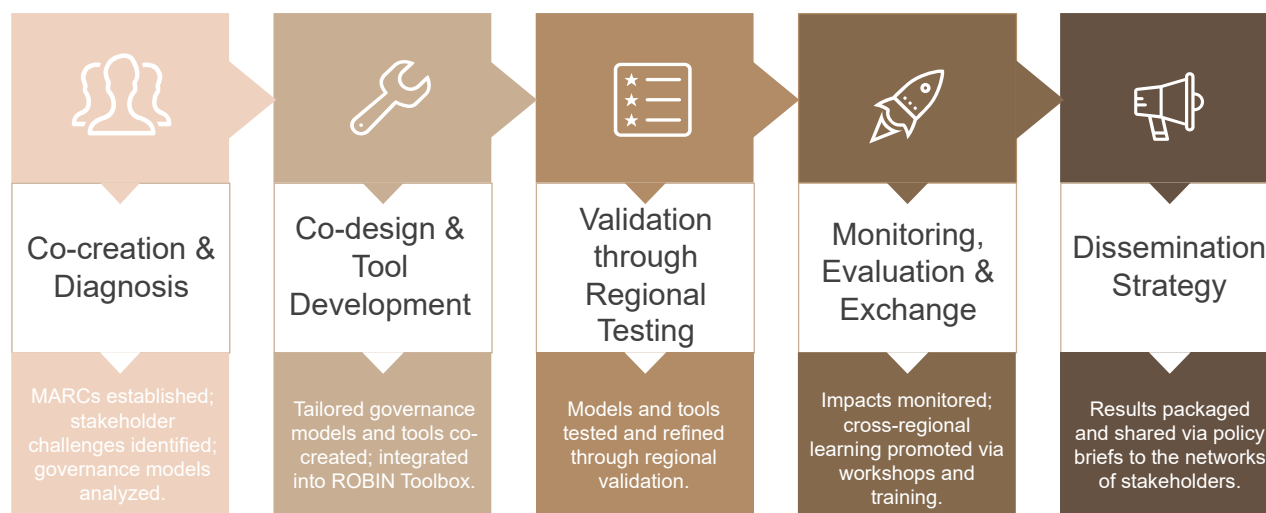 Co-creation &
Diagnosis
Co-design &
Tool
Development
Validation
through
Regional
Testing
Monitoring,
Evaluation &
Exchange
Dissemination
Strategy
MARCs established;
stakeholder
challenges identified;
governance models
analyzed.
Tailored governance
models and tools co-
created; integrated
into ROBIN Toolbox.
Models and tools
tested and refined
through regional
validation.
Impacts monitored;
cross-regional
learning promoted via
workshops and
training.
Results packaged
and shared via policy
briefs to the networks
of stakeholders.